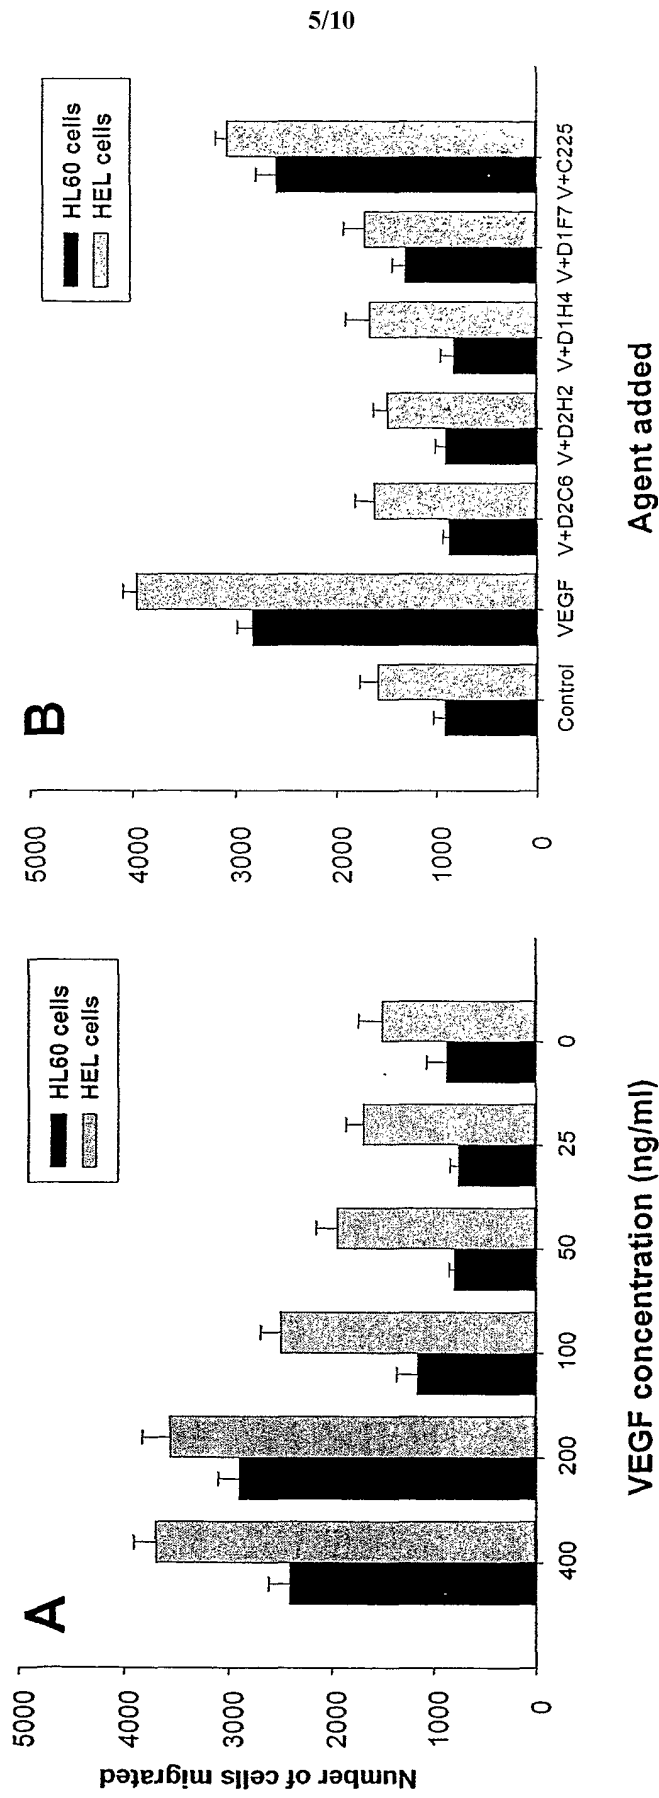 5/10
A
HL60 cells
HEL cells
Number of cells migrated
5000
4000
3000
2000
1000
0
400
200
100
50
25
0
VEGF concentration (ng/ml)
B
HL60 cells
HEL cells
5000
4000
3000
2000
1000
0
Control
VEGF
V+D2C6
V+D2H2
V+D1H4
V+D1F7
V+C225
Agent added